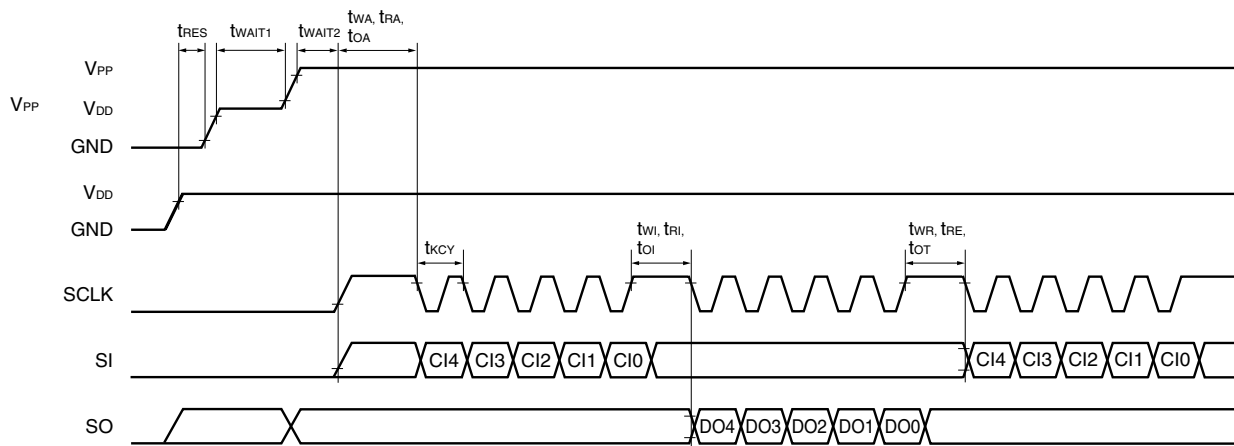 tRES
tWAIT1
tWAIT2
tWA, tRA,
tOA
VPP
VPP
VDD
GND
VDD
GND
tKCY
tWI, tRI,
tOI
tWR, tRE,
tOT
SCLK
SI
CI4 CI3 CI2 CI1 CI0
CI4 CI3 CI2 CI1 CI0
SO
DO4 DO3 DO2 DO1 DO0